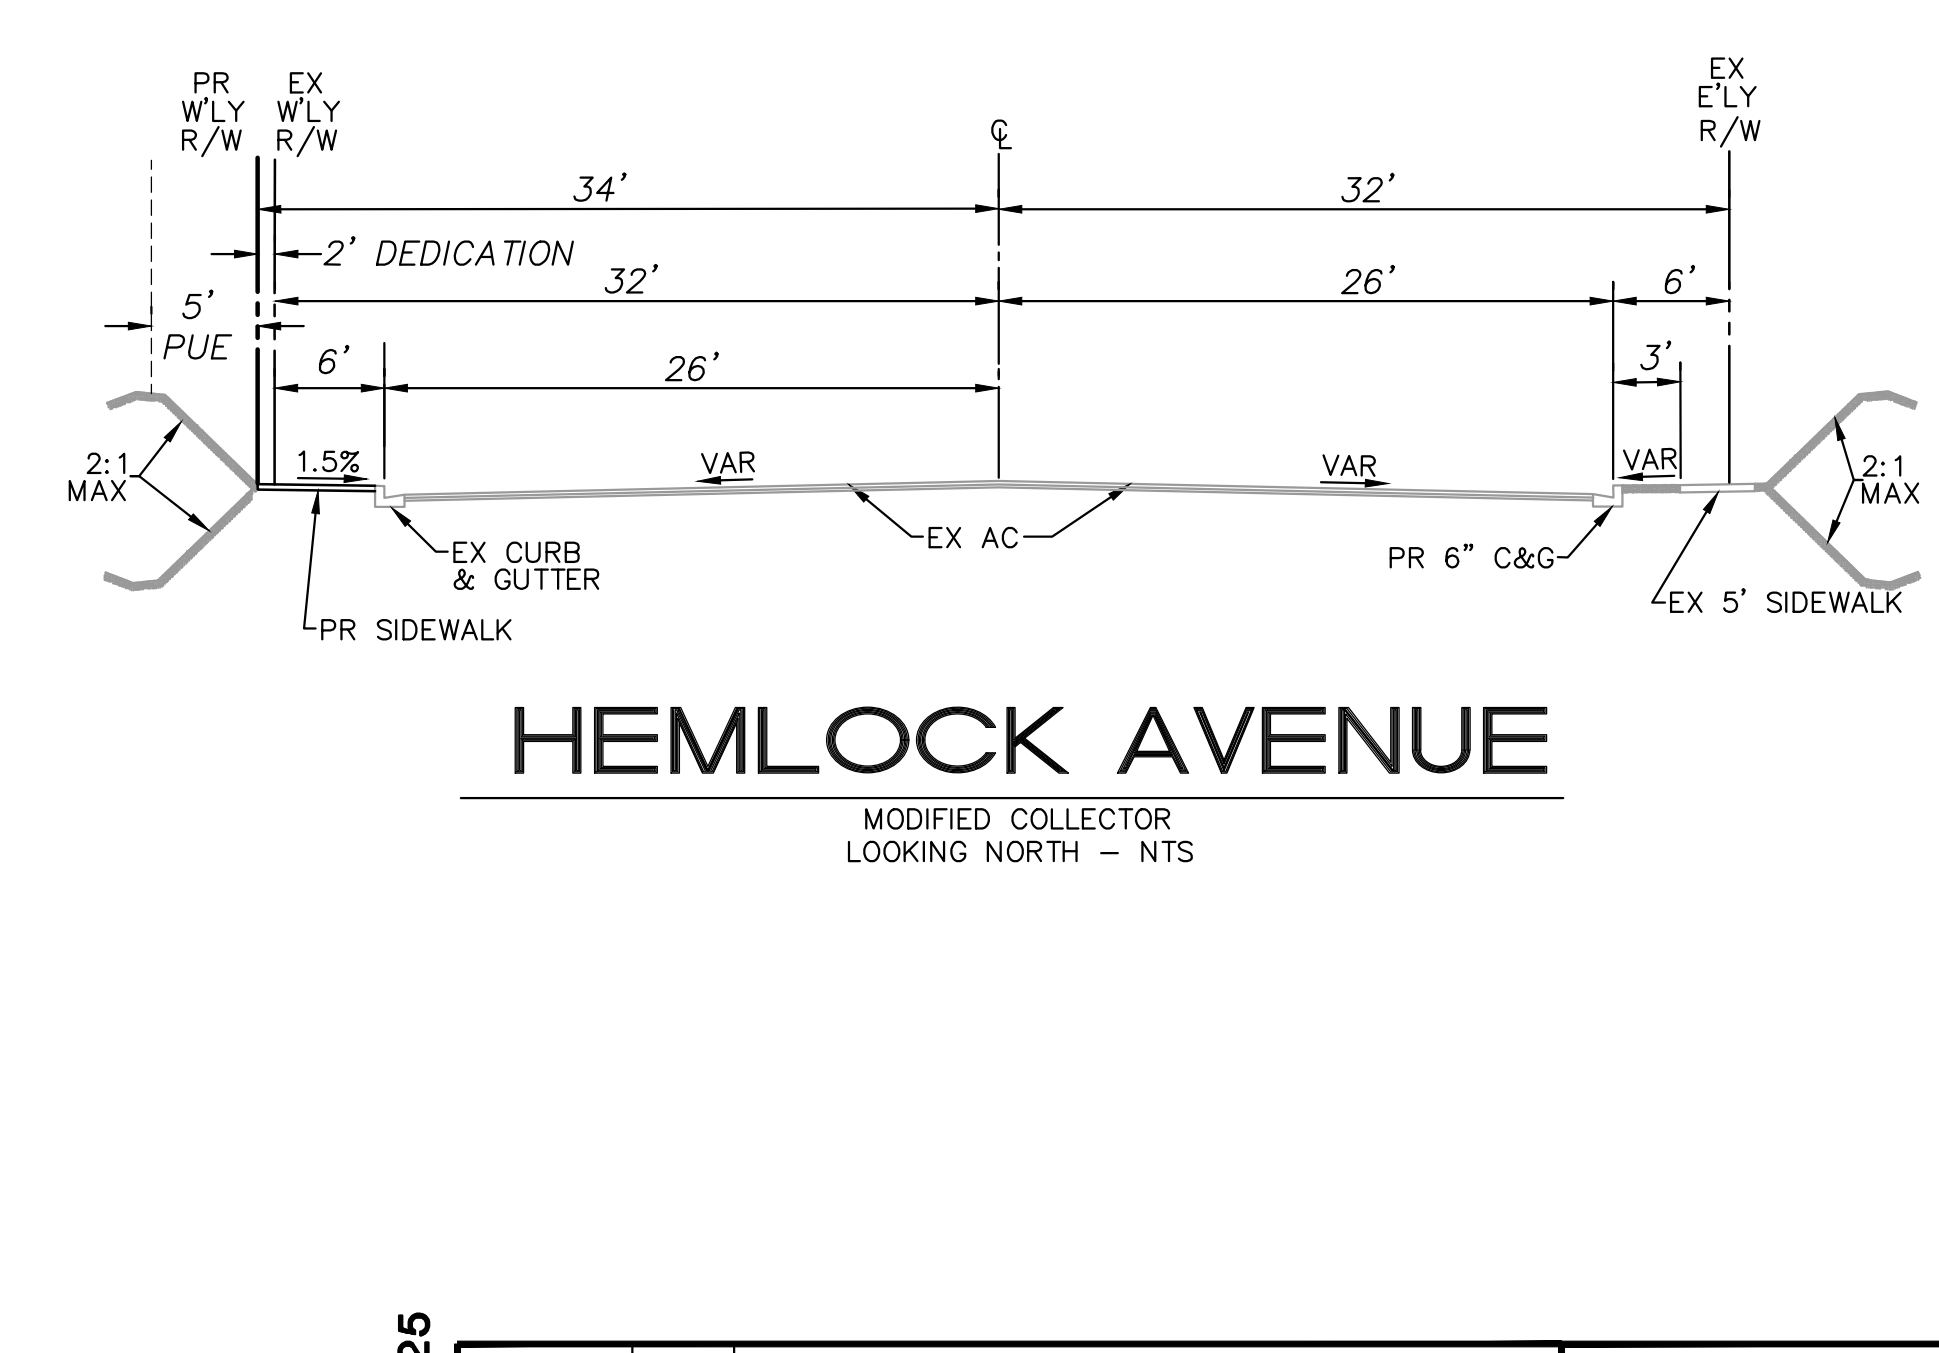 PR
W'LY
R/W
EX
W'LY
R/W
EX
E'LY
R/W
℄
34'
32'
2' DEDICATION
32'
26'
6'
5'
PUE
6'
26'
3'
2:1
MAX
1.5%
VAR
VAR
VAR
2:1
MAX
EX CURB
& GUTTER
EX AC
PR 6" C&G
EX 5' SIDEWALK
PR SIDEWALK
HEMLOCK AVENUE
MODIFIED COLLECTOR
LOOKING NORTH – NTS
25